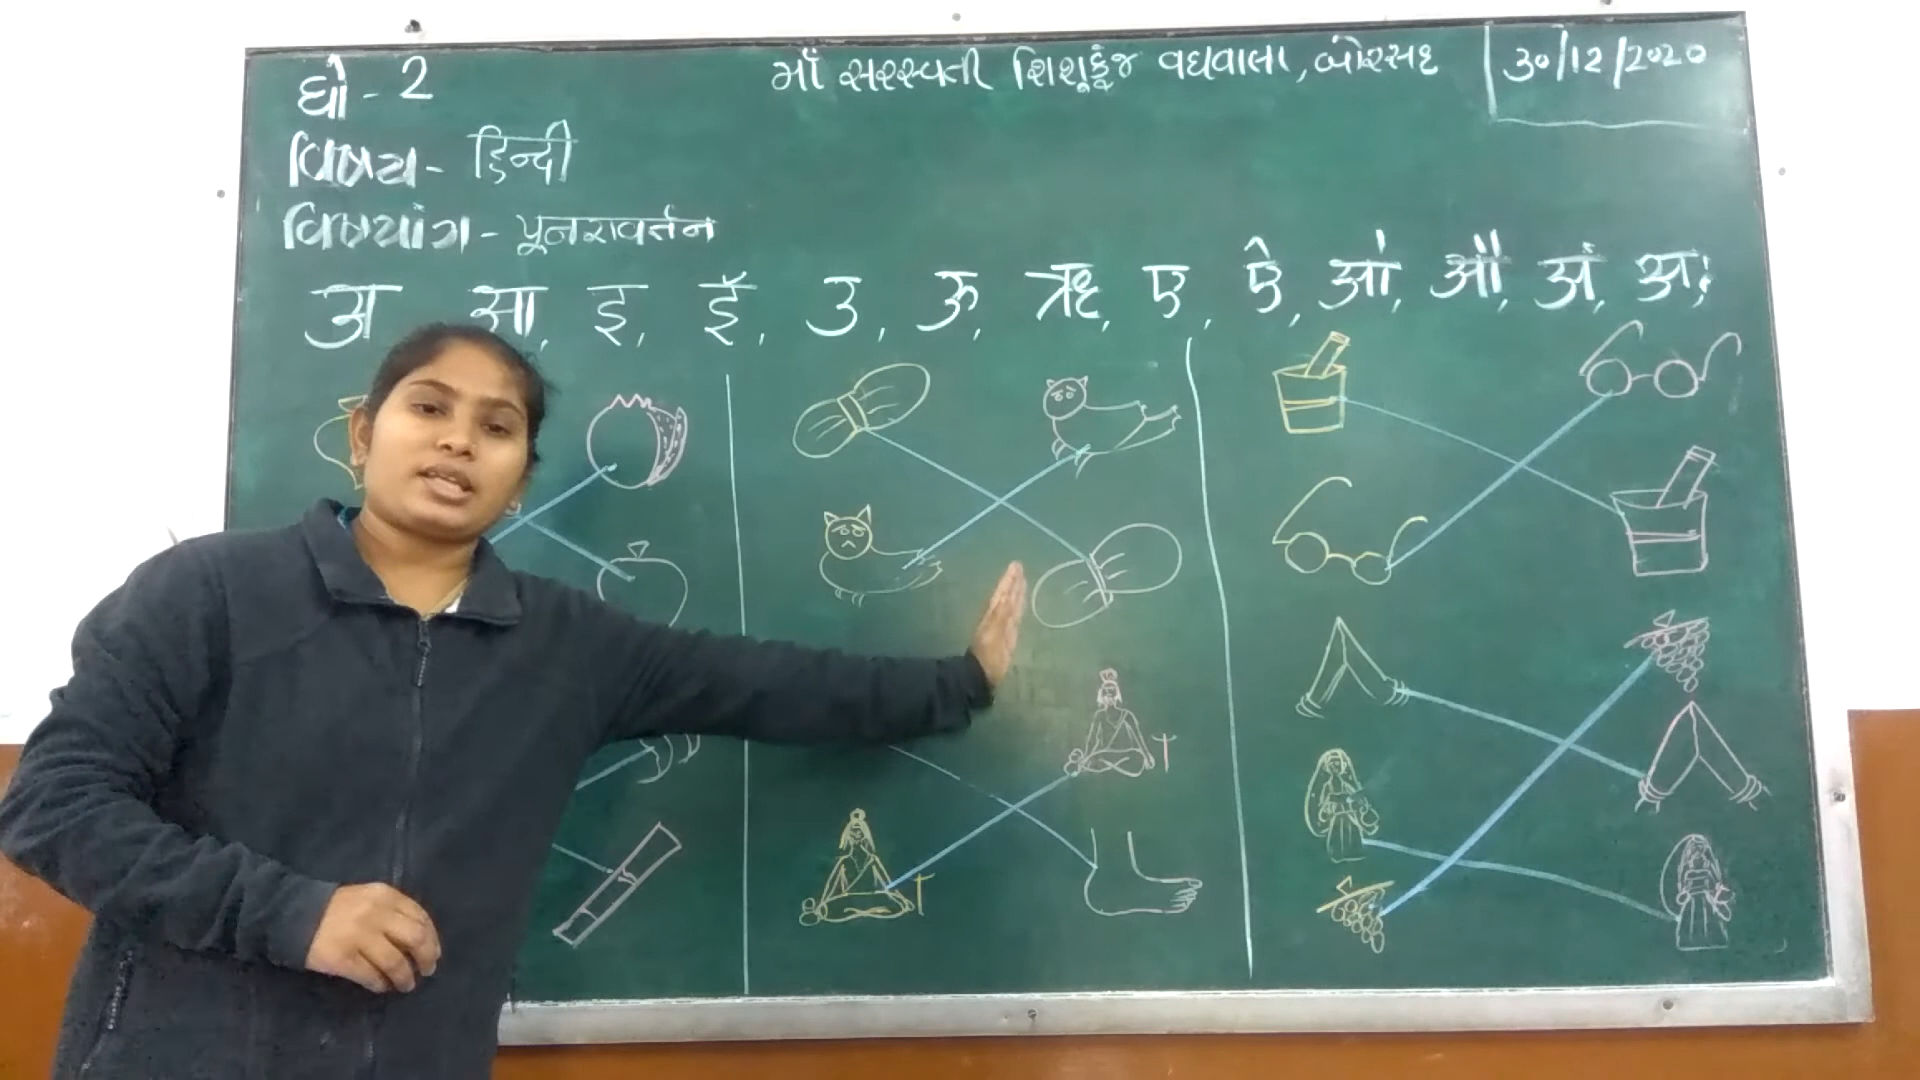 ધો - 2
માઁ સરસ્વતી શિશુકુંજ વઘવાલા, બોરસદ
30/12/2020
વિષય - हिन्दी
વિષયાંગ - पूनरावर्तन
अ आ, इ, ई, उ, ऊ, ऋ, ए, ऐ, ओ, औ, अं, अः